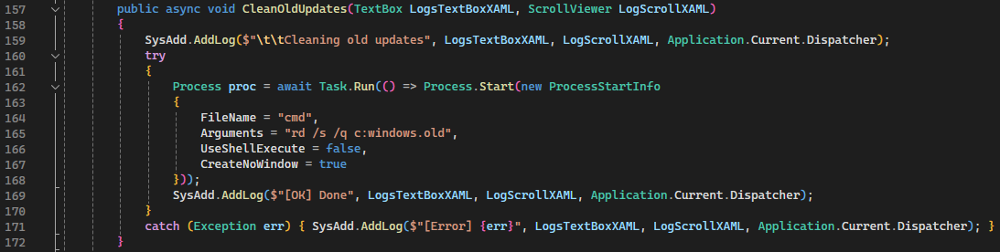 157 public async void CleanOldUpdates(TextBox LogsTextBoxXAML, ScrollViewer LogScrollXAML)
158 {
159 SysAdd.AddLog($"\t\tCleaning old updates", LogsTextBoxXAML, LogScrollXAML, Application.Current.Dispatcher);
160 try
161 {
162 Process proc = await Task.Run(() => Process.Start(new ProcessStartInfo
163 {
164 FileName = "cmd",
165 Arguments = "rd /s /q c:windows.old",
166 UseShellExecute = false,
167 CreateNoWindow = true
168 }));
169 SysAdd.AddLog($"[OK] Done", LogsTextBoxXAML, LogScrollXAML, Application.Current.Dispatcher);
170 }
171 catch (Exception err) { SysAdd.AddLog($"[Error] {err}", LogsTextBoxXAML, LogScrollXAML, Application.Current.Dispatcher); }
172 }